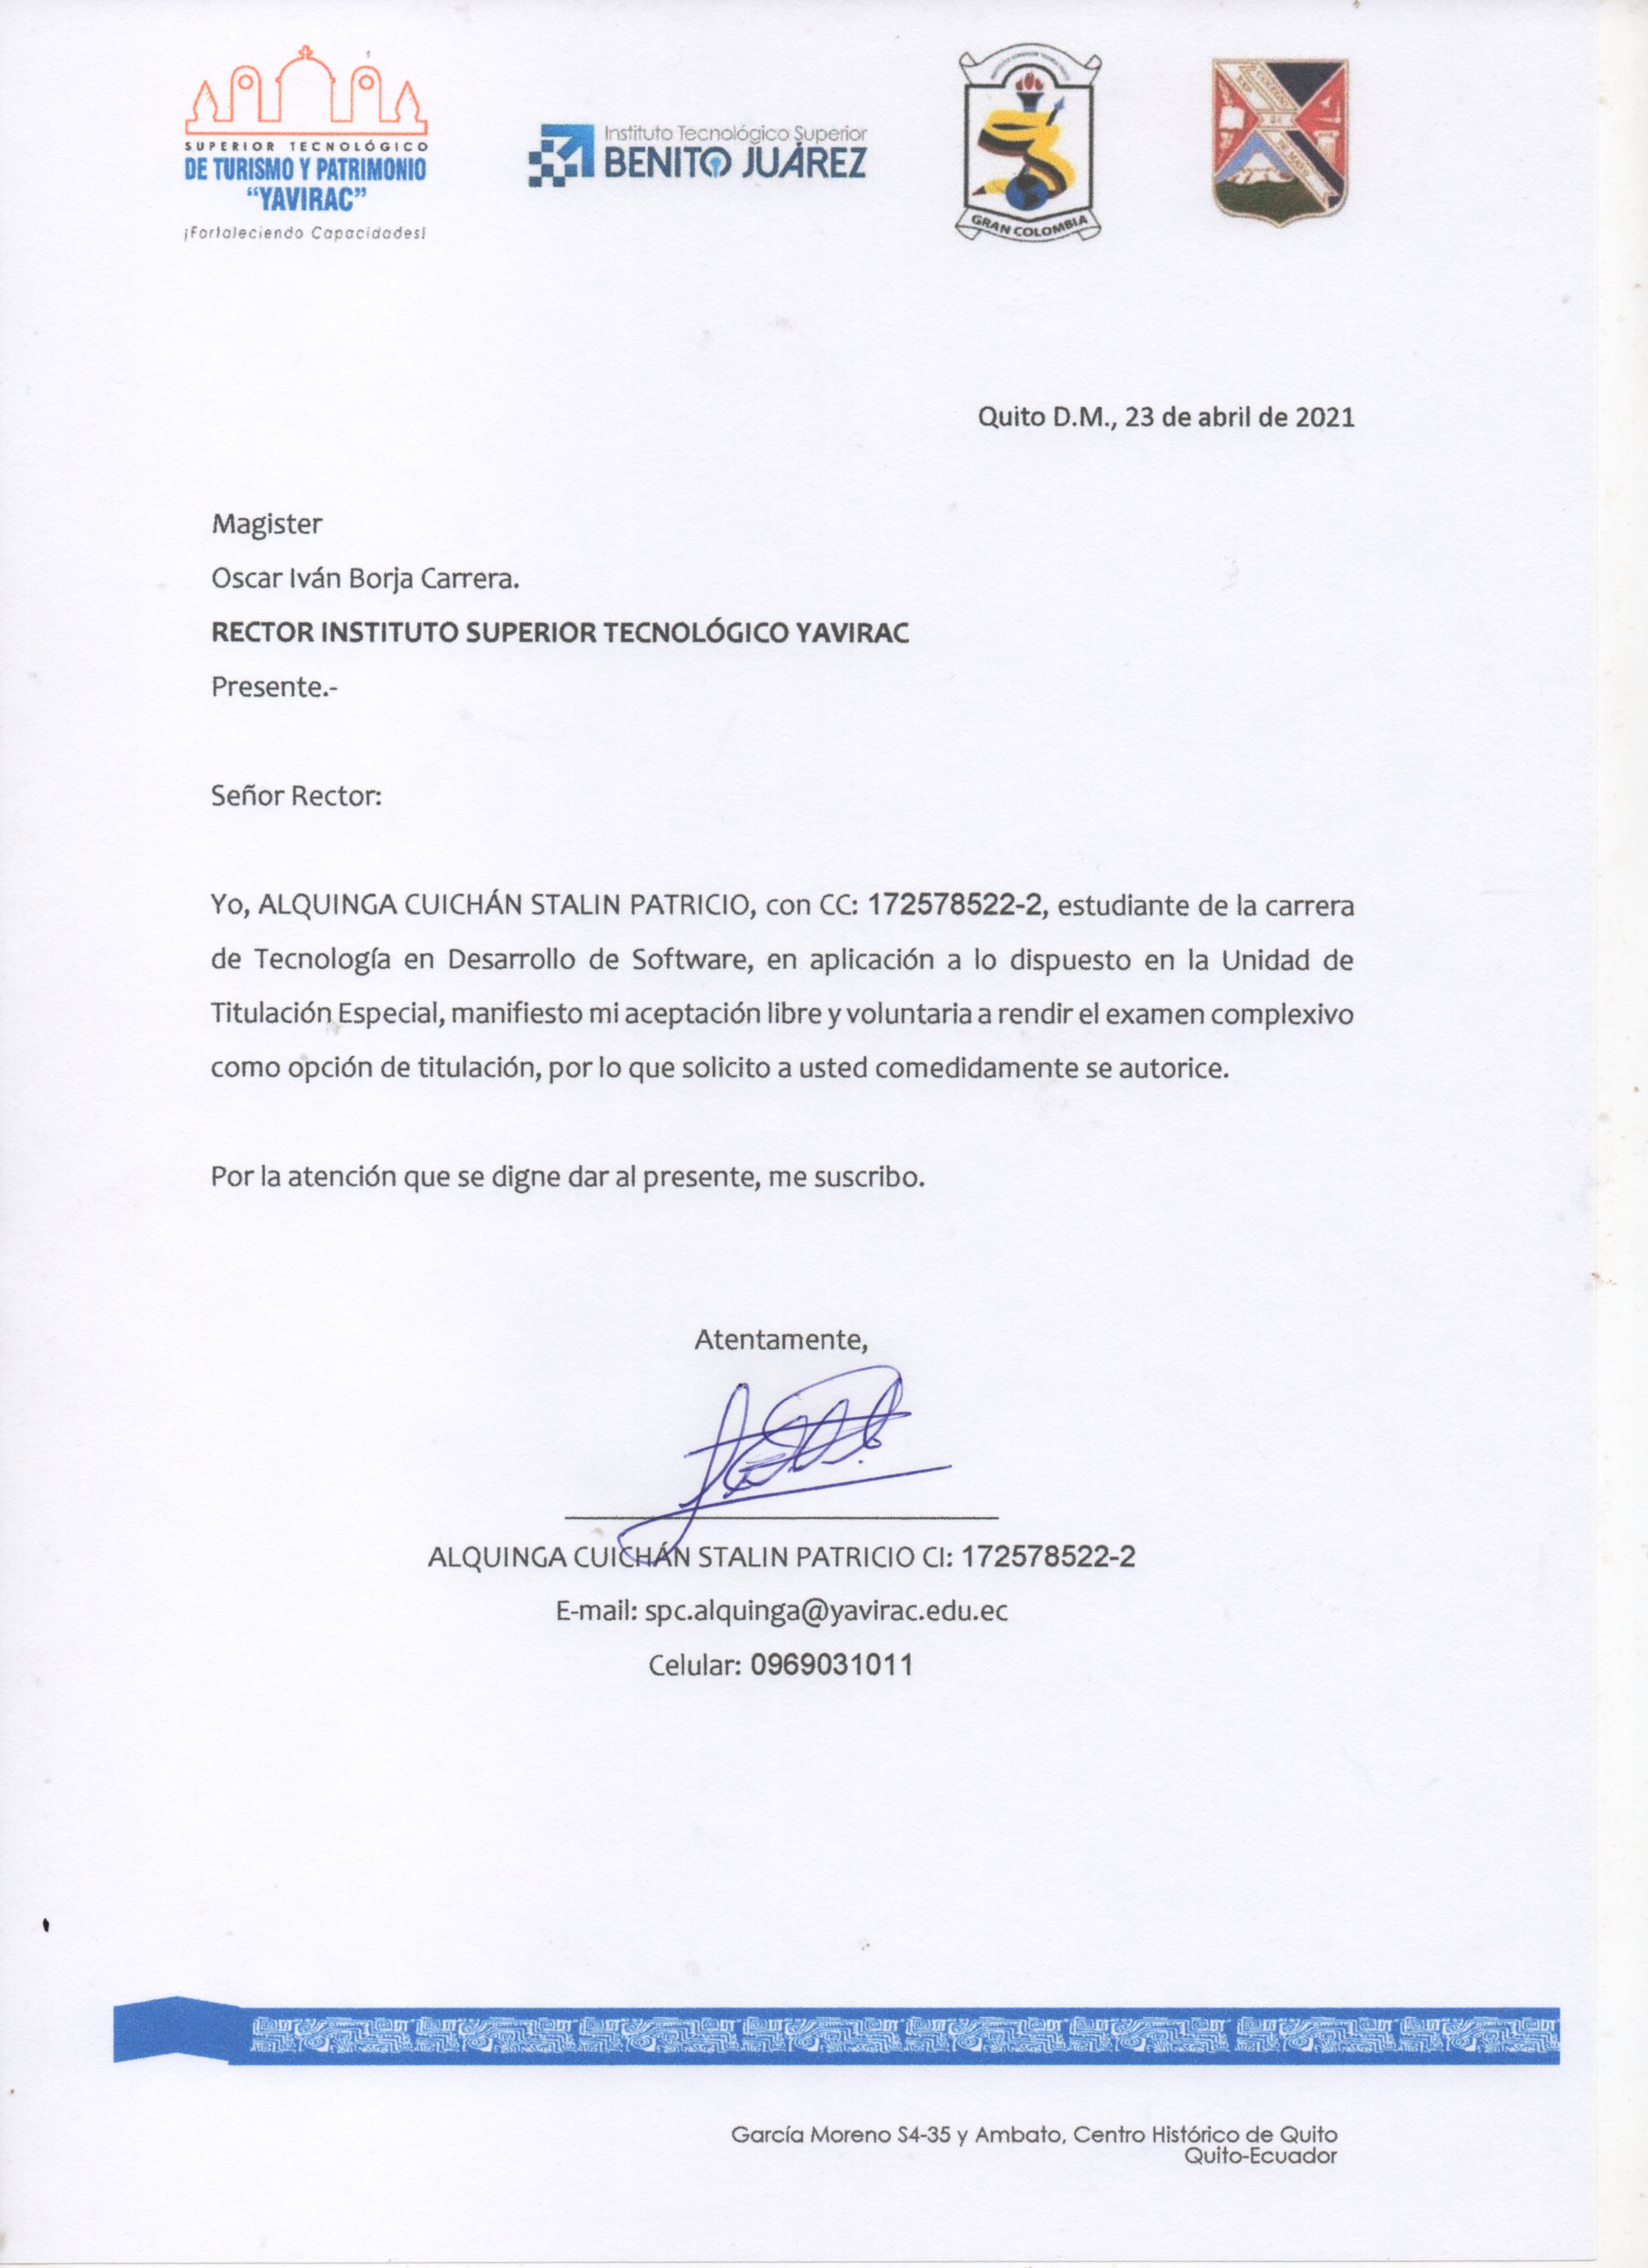 SUPERIOR TECNOLÓGICO
DE TURISMO Y PATRIMONIO
“YAVIRAC”
¡Fortaleciendo Capacidades!
Instituto Tecnológico Superior
BENITO JUÁREZ
GRAN COLOMBIA
Quito D.M., 23 de abril de 2021
Magister
Oscar Iván Borja Carrera.
RECTOR INSTITUTO SUPERIOR TECNOLÓGICO YAVIRAC
Presente.-
Señor Rector:
Yo, ALQUINGA CUICHÁN STALIN PATRICIO, con CC: 172578522-2, estudiante de la carrera
de Tecnología en Desarrollo de Software, en aplicación a lo dispuesto en la Unidad de
Titulación Especial, manifiesto mi aceptación libre y voluntaria a rendir el examen complexivo
como opción de titulación, por lo que solicito a usted comedidamente se autorice.
Por la atención que se digne dar al presente, me suscribo.
Atentamente,
ALQUINGA CUICHÁN STALIN PATRICIO CI: 172578522-2
E-mail: spc.alquinga@yavirac.edu.ec
Celular: 0969031011
García Moreno S4-35 y Ambato, Centro Histórico de Quito
Quito-Ecuador